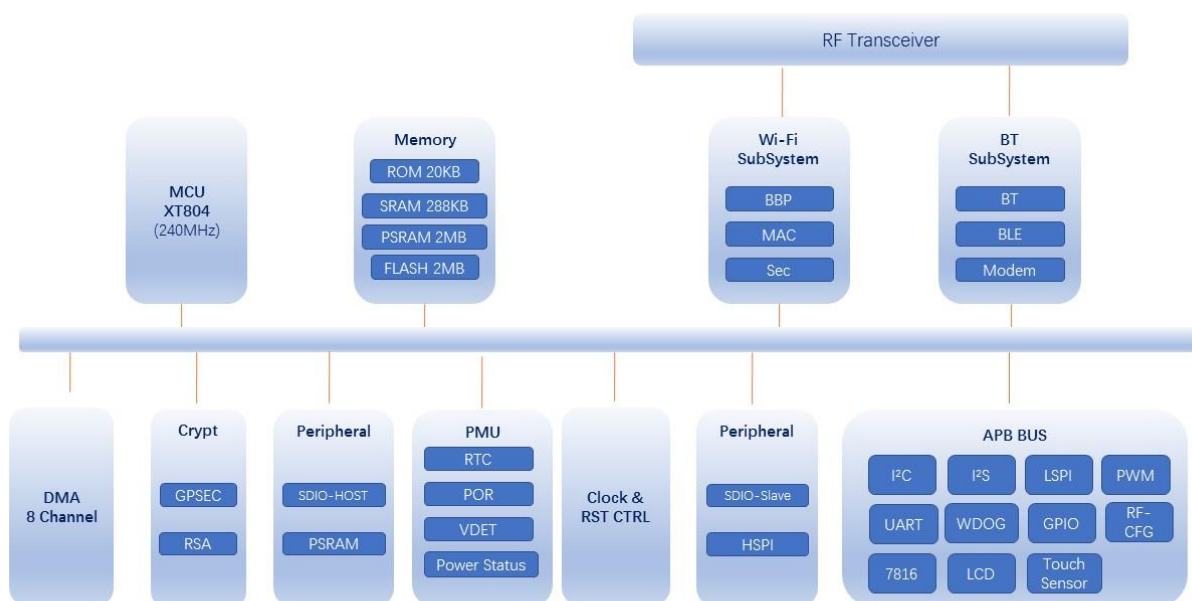 RF Transceiver
MCU
XT804
(240MHz)
Memory
ROM 20KB
SRAM 288KB
PSRAM 2MB
FLASH 2MB
Wi-Fi
SubSystem
BBP
MAC
Sec
BT
SubSystem
BT
BLE
Modem
DMA
8 Channel
Crypt
GPSEC
RSA
Peripheral
SDIO-HOST
PSRAM
PMU
RTC
POR
VDET
Power Status
Clock &
RST CTRL
Peripheral
SDIO-Slave
HSPI
APB BUS
I²C
I²S
LSPI
PWM
UART
WDOG
GPIO
RF-
CFG
7816
LCD
Touch
Sensor